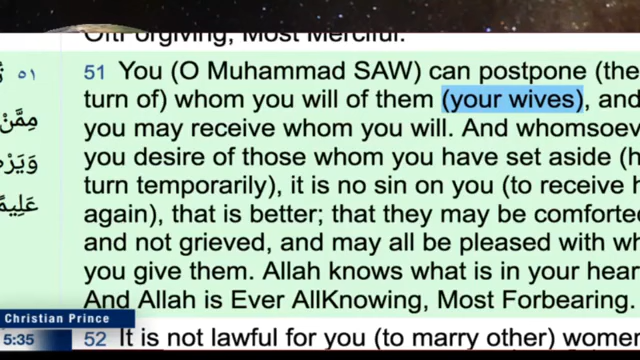 Oft Forgiving, Most Merciful.
51 You (O Muhammad SAW) can postpone (the
turn of) whom you will of them (your wives), and
you may receive whom you will. And whomsoev
you desire of those whom you have set aside (h
turn temporarily), it is no sin on you (to receive h
again), that is better; that they may be comforte
and not grieved, and may all be pleased with wh
you give them. Allah knows what is in your hear
And Allah is Ever AllKnowing, Most Forbearing.
52 It is not lawful for you (to marry other) women
٥١
مِمَّنْ
وَيَرْضَ
عَلِيمًا
Christian Prince
5:35